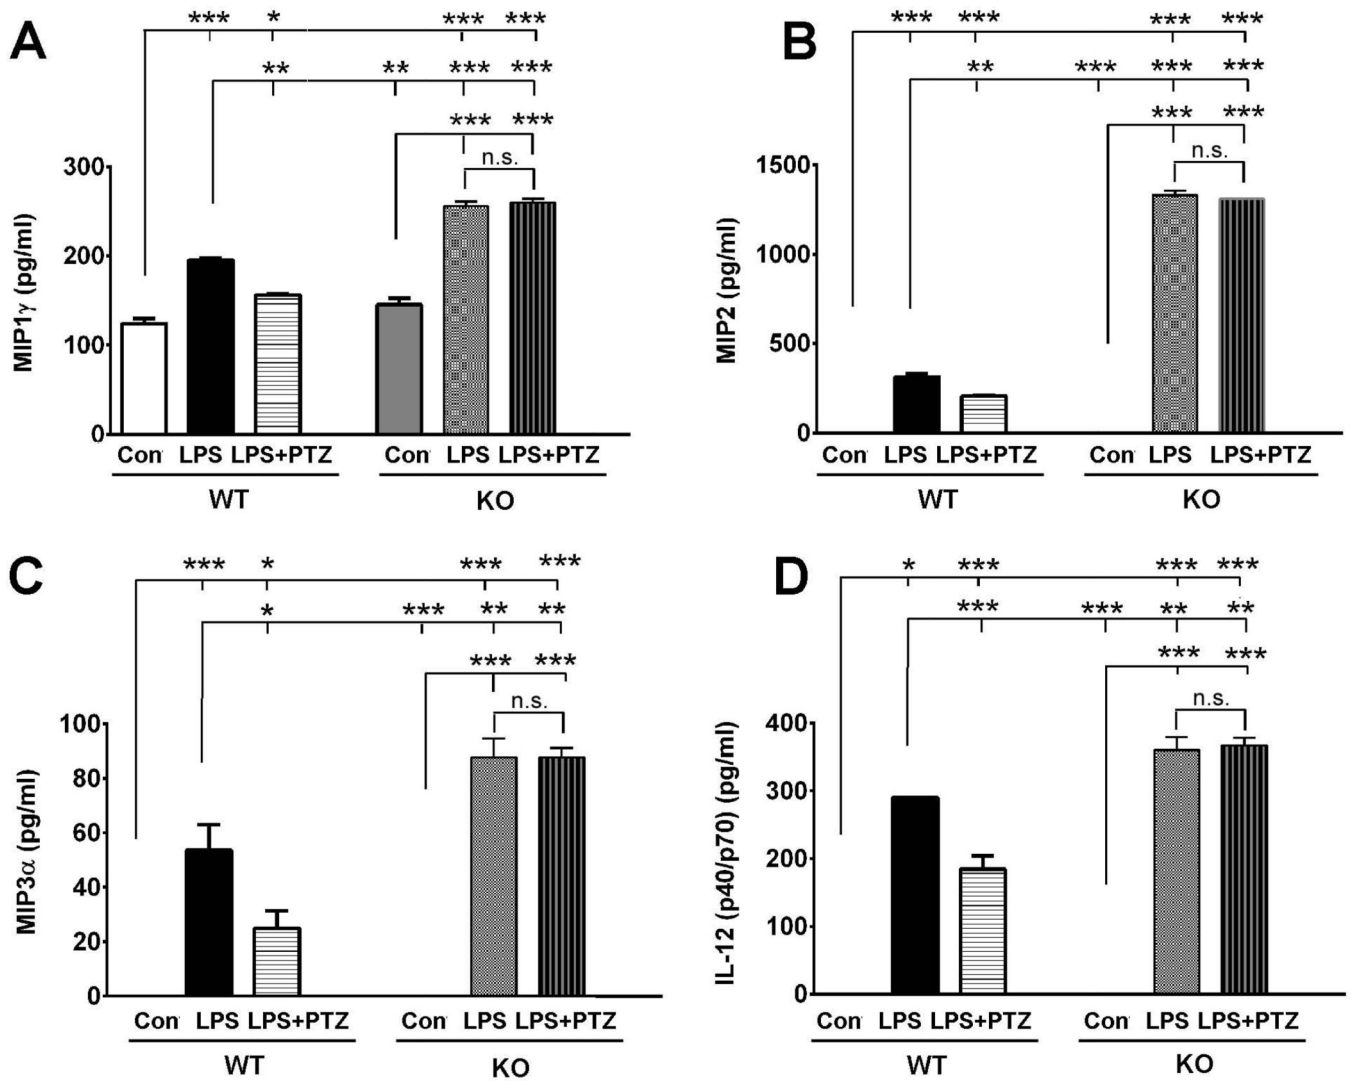 A
*** * *** ***
** ** *** ***
*** ***
n.s.
300
200
100
0
MIP1γ (pg/ml)
Con LPS LPS+PTZ Con LPS LPS+PTZ
WT KO
B
*** *** *** ***
** *** *** ***
*** ***
n.s.
1500
1000
500
0
MIP2 (pg/ml)
Con LPS LPS+PTZ Con LPS LPS+PTZ
WT KO
C
*** * *** ***
* *** ** **
*** ***
n.s.
100
80
60
40
20
0
MIP3α (pg/ml)
Con LPS LPS+PTZ Con LPS LPS+PTZ
WT KO
D
* *** *** ***
*** *** ** **
*** ***
n.s.
400
300
200
100
0
IL-12 (p40/p70) (pg/ml)
Con LPS LPS+PTZ Con LPS LPS+PTZ
WT KO